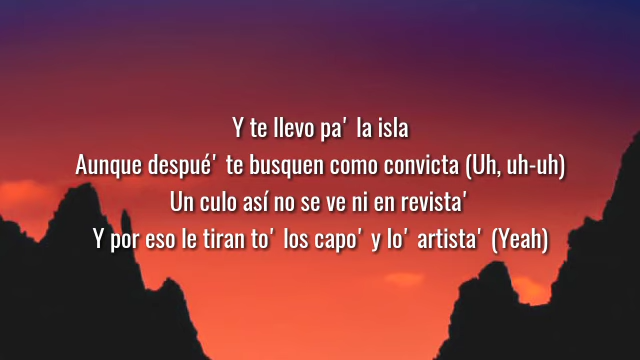 Y te llevo pa' la isla
Aunque despué' te busquen como convicta (Uh, uh-uh)
Un culo así no se ve ni en revista'
Y por eso le tiran to' los capo' y lo' artista' (Yeah)